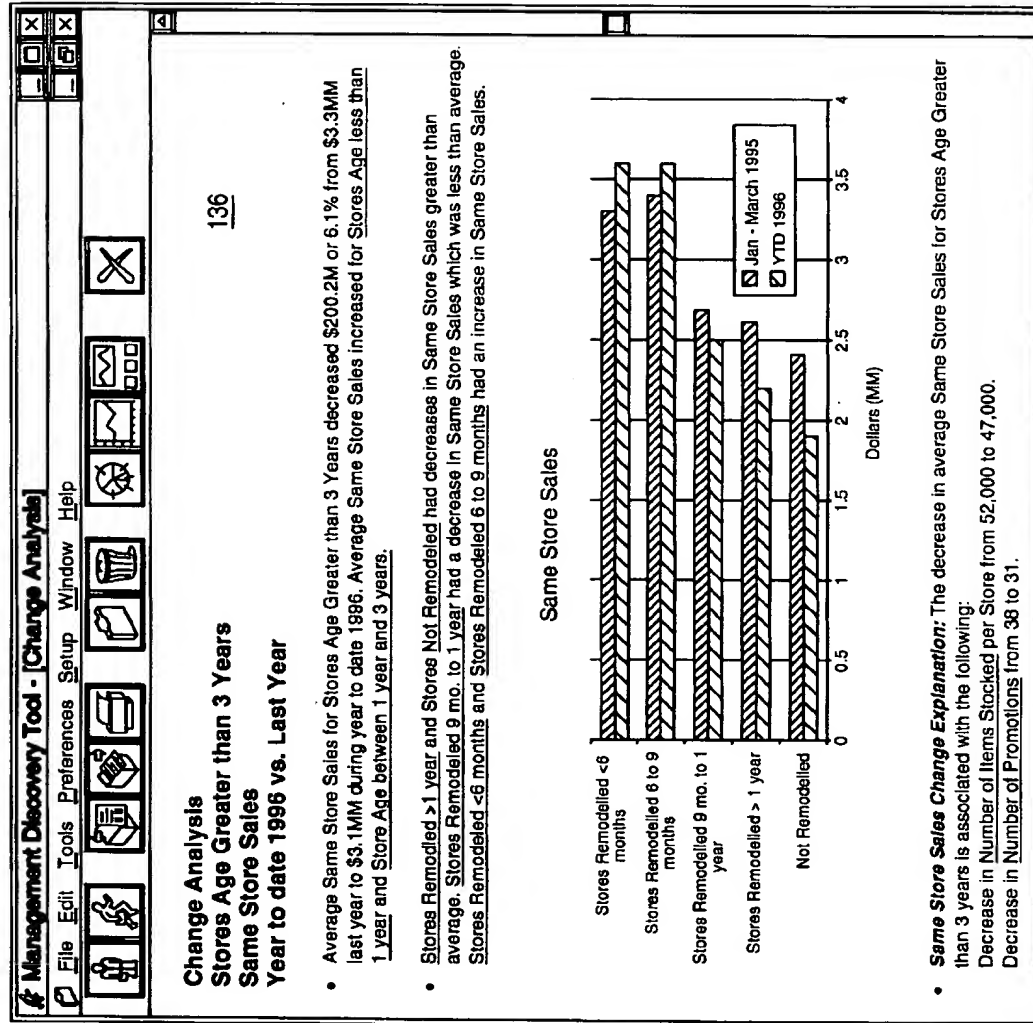 Management Discovery Tool - [Change Analysis]
File Edit Tools Preferences Setup Window Help
136
Change Analysis
Stores Age Greater than 3 Years
Same Store Sales
Year to date 1996 vs. Last Year
• Average Same Store Sales for Stores Age Greater than 3 Years decreased $200.2M or 6.1% from $3.3MM
last year to $3.1MM during year to date 1996. Average Same Store Sales increased for Stores Age less than
1 year and Store Age between 1 year and 3 years.
• Stores Remodled >1 year and Stores Not Remodeled had decreases in Same Store Sales greater than
average. Stores Remodeled 9 mo. to 1 year had a decrease in Same Store Sales which was less than average.
Stores Remodeled <6 months and Stores Remodeled 6 to 9 months had an increase in Same Store Sales.
Same Store Sales
Stores Remodelled <6
months
Stores Remodelled 6 to 9
months
Stores Remodelled 9 mo. to 1
year
Stores Remodelled > 1 year
Not Remodelled
Jan - March 1995
YTD 1996
0 0.5 1 1.5 2 2.5 3 3.5 4
Dollars (MM)
• Same Store Sales Change Explanation: The decrease in average Same Store Sales for Stores Age Greater
than 3 years is associated with the following:
Decrease in Number of Items Stocked per Store from 52,000 to 47,000.
Decrease in Number of Promotions from 38 to 31.